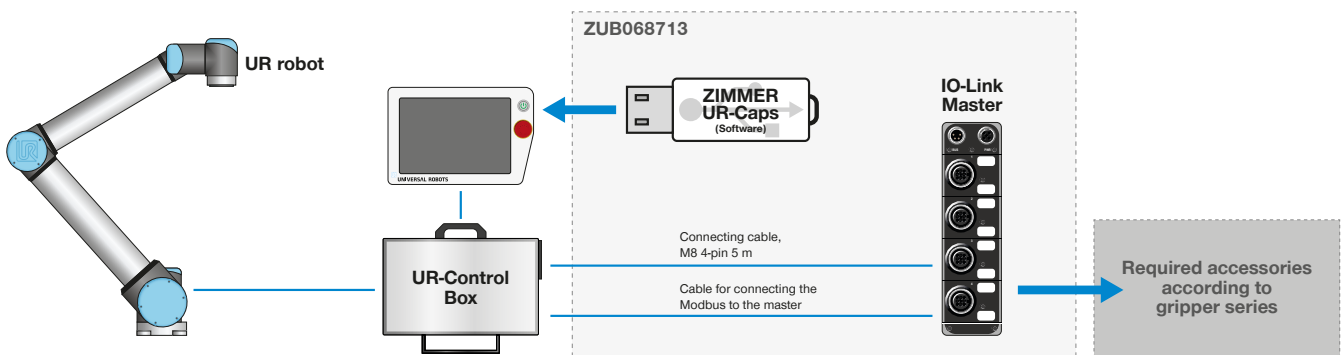 ZUB068713
UR robot
UR
ZIMMER
UR-Caps
(Software)
IO-Link
Master
UNIVERSAL ROBOTS
Connecting cable,
M8 4-pin 5 m
UR-Control
Box
Cable for connecting the
Modbus to the master
Required accessories
according to
gripper series